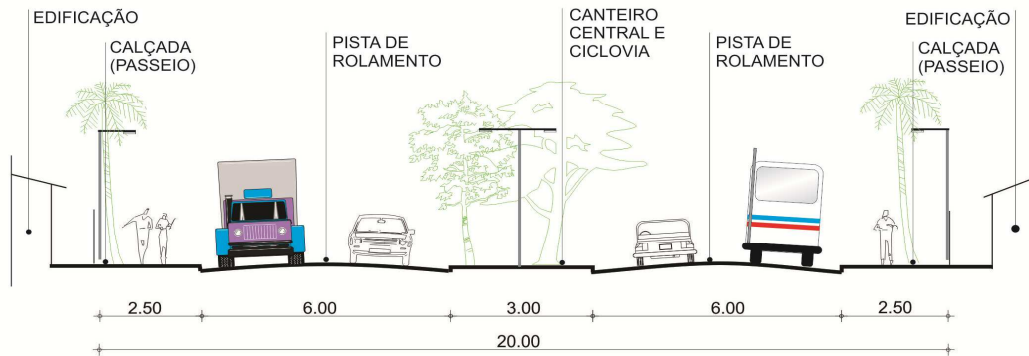 EDIFICAÇÃO
CALÇADA
(PASSEIO)
PISTA DE
ROLAMENTO
CANTEIRO
CENTRAL E
CICLOVIA
PISTA DE
ROLAMENTO
EDIFICAÇÃO
CALÇADA
(PASSEIO)
2.50 6.00 3.00 6.00 2.50
20.00